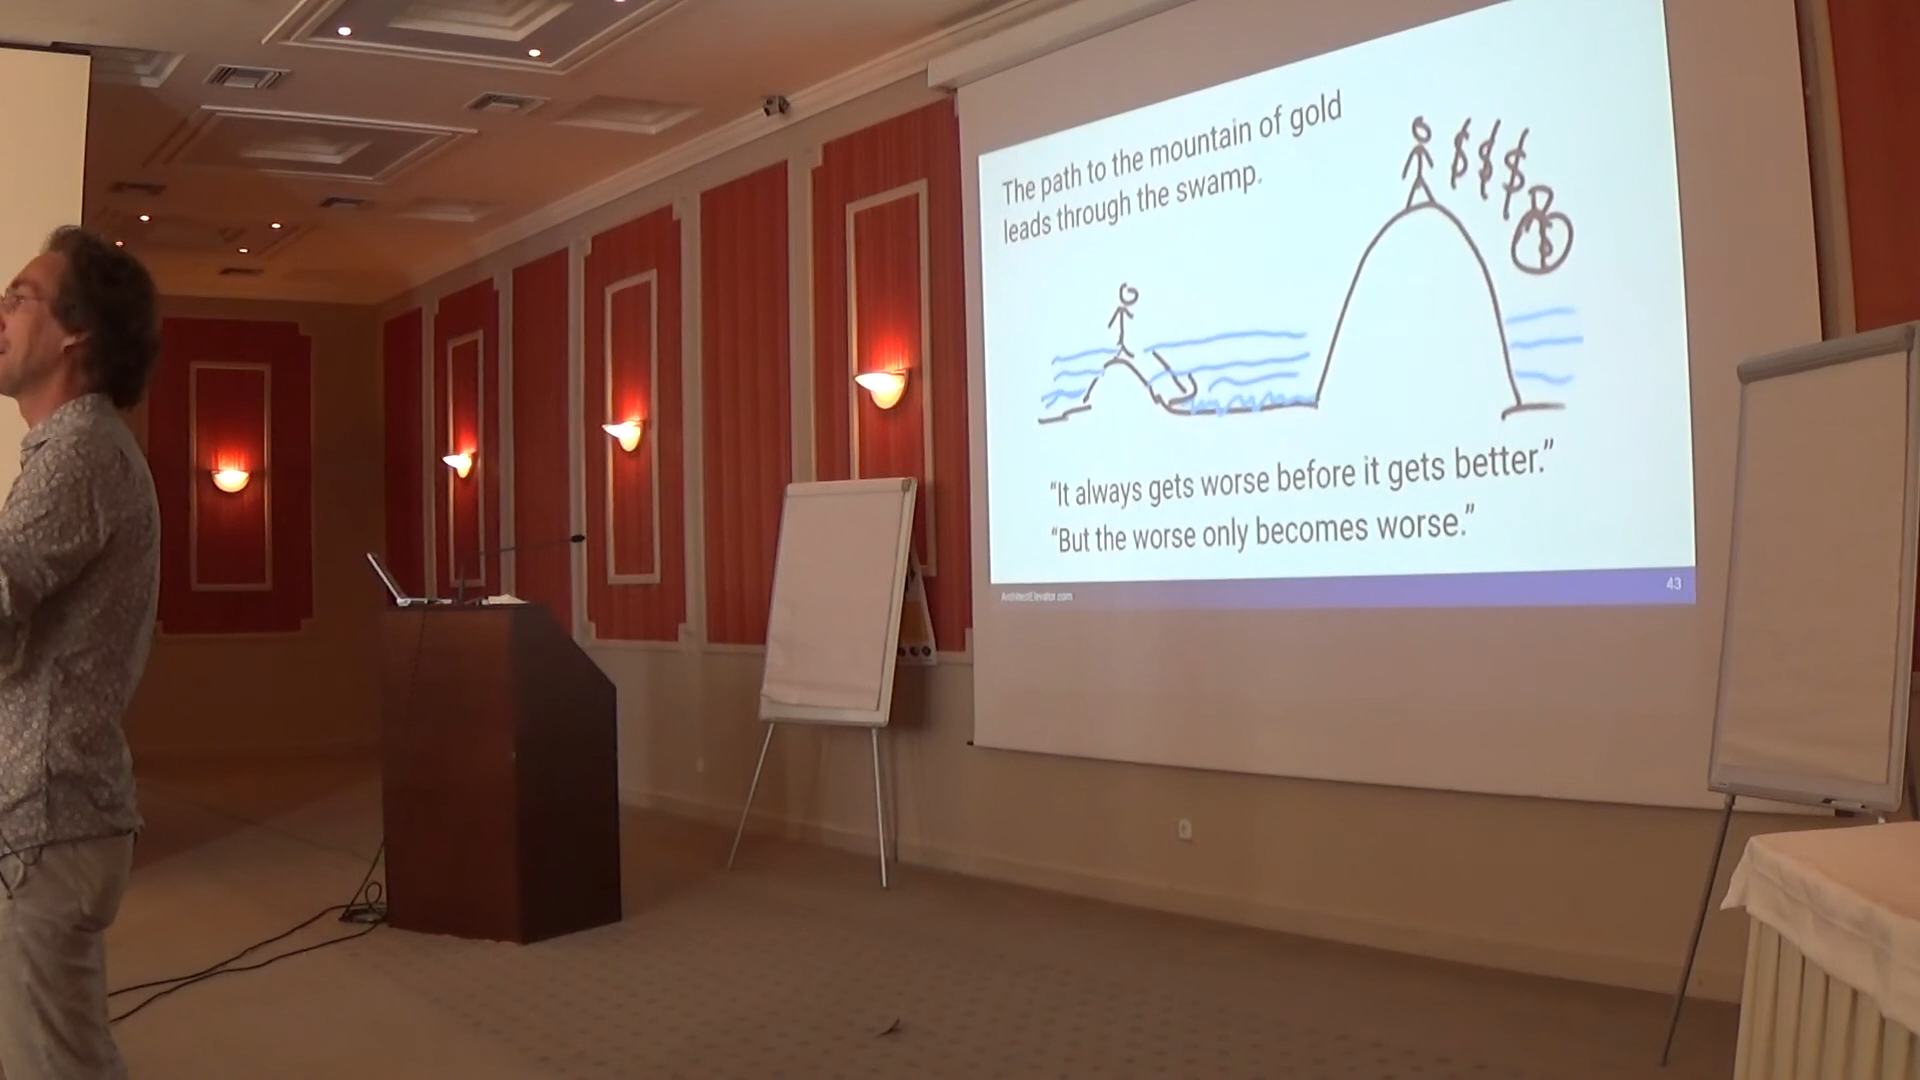 The path to the mountain of gold
leads through the swamp.
$ $ $
$
“It always gets worse before it gets better.”
“But the worse only becomes worse.”
ArchitectElevator.com
43